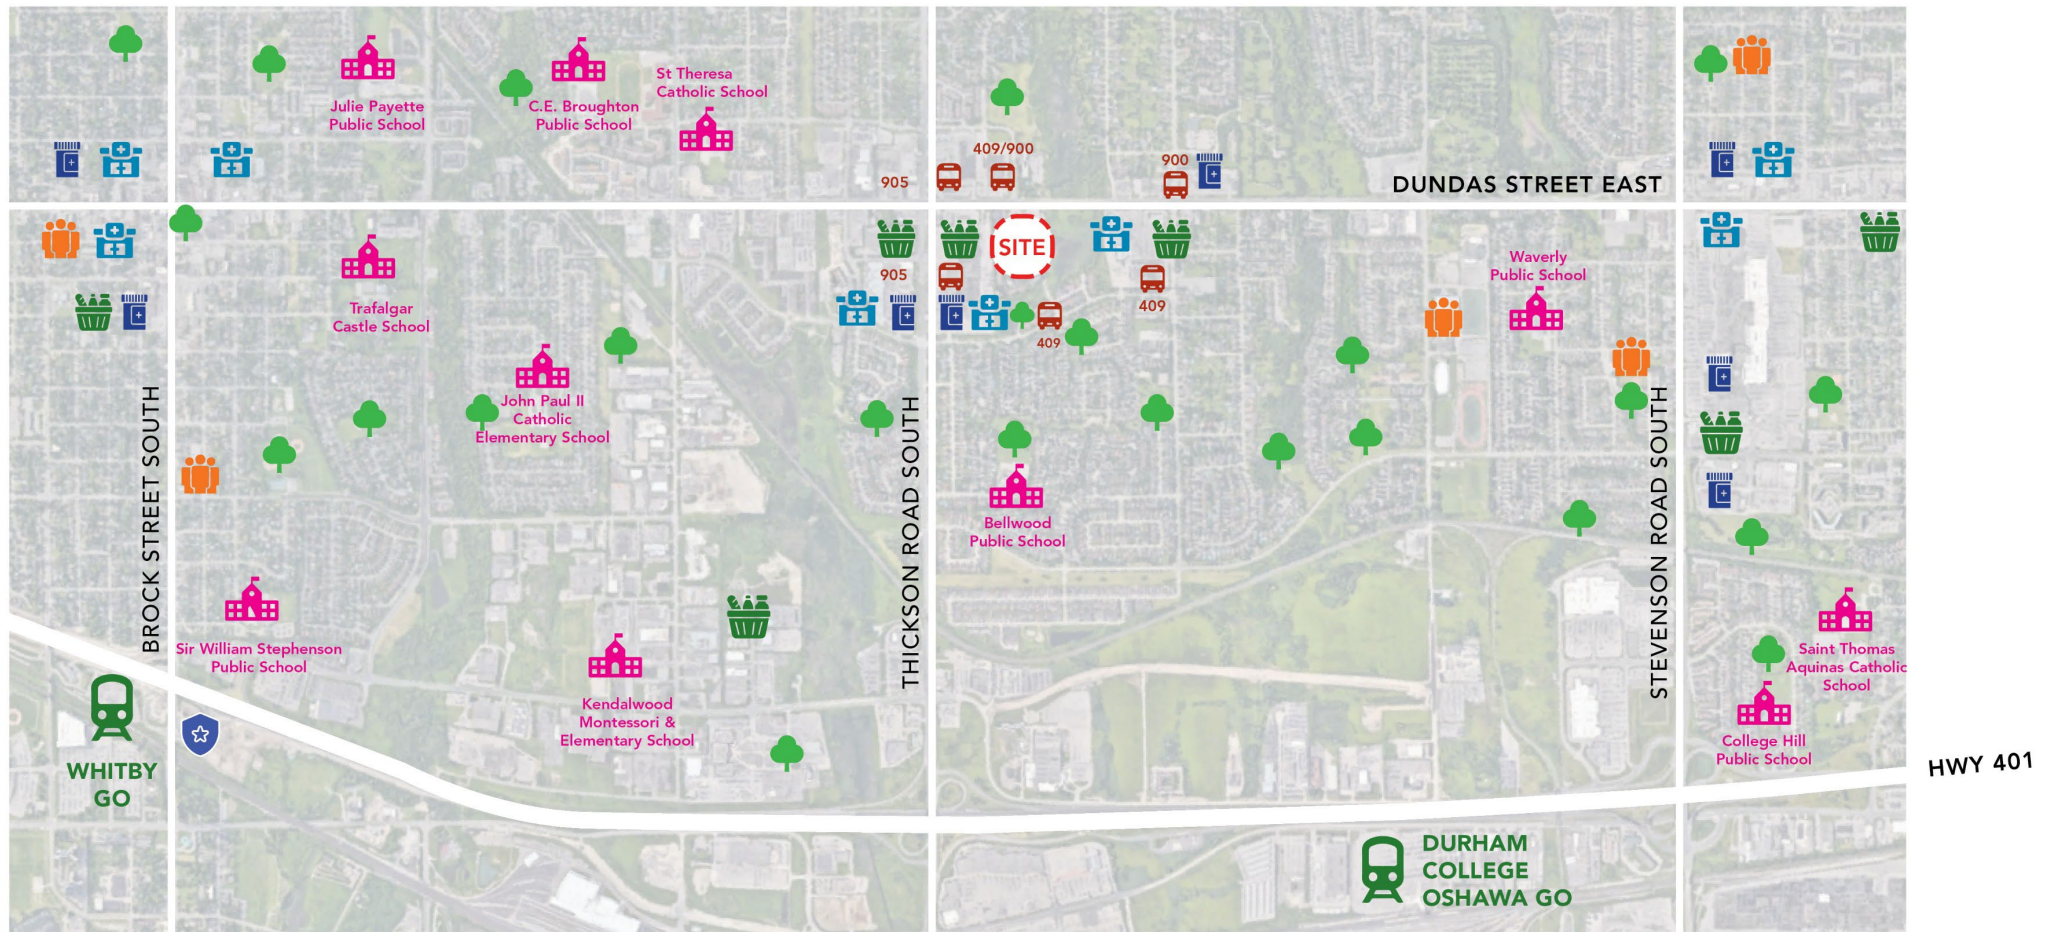 Julie Payette
Public School
C.E. Broughton
Public School
St Theresa
Catholic School
905
409/900
900
DUNDAS STREET EAST
SITE
905
409
409
Trafalgar
Castle School
Waverly
Public School
John Paul II
Catholic
Elementary School
BROCK STREET SOUTH
THICKSON ROAD SOUTH
STEVENSON ROAD SOUTH
Bellwood
Public School
Sir William Stephenson
Public School
Kendalwood
Montessori &
Elementary School
Saint Thomas
Aquinas Catholic
School
College Hill
Public School
WHITBY
GO
HWY 401
DURHAM
COLLEGE
OSHAWA GO